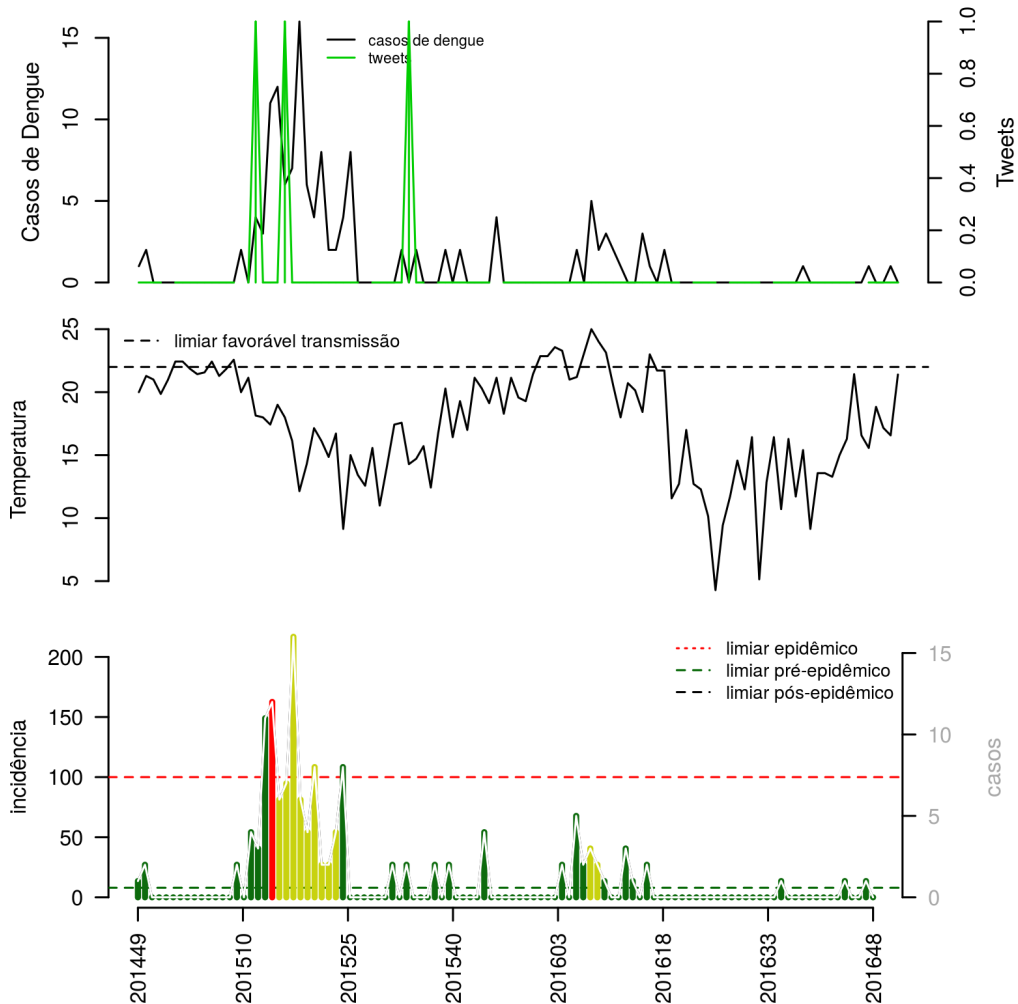 casos de dengue
tweets
Casos de Dengue
0
5
10
15
Tweets
0.0
0.2
0.4
0.6
0.8
1.0
limiar favorável transmissão
Temperatura
5
10
15
20
25
limiar epidêmico
limiar pré-epidêmico
limiar pós-epidêmico
incidência
0
50
100
150
200
casos
0
5
10
15
201449
201510
201525
201540
201603
201618
201633
201648